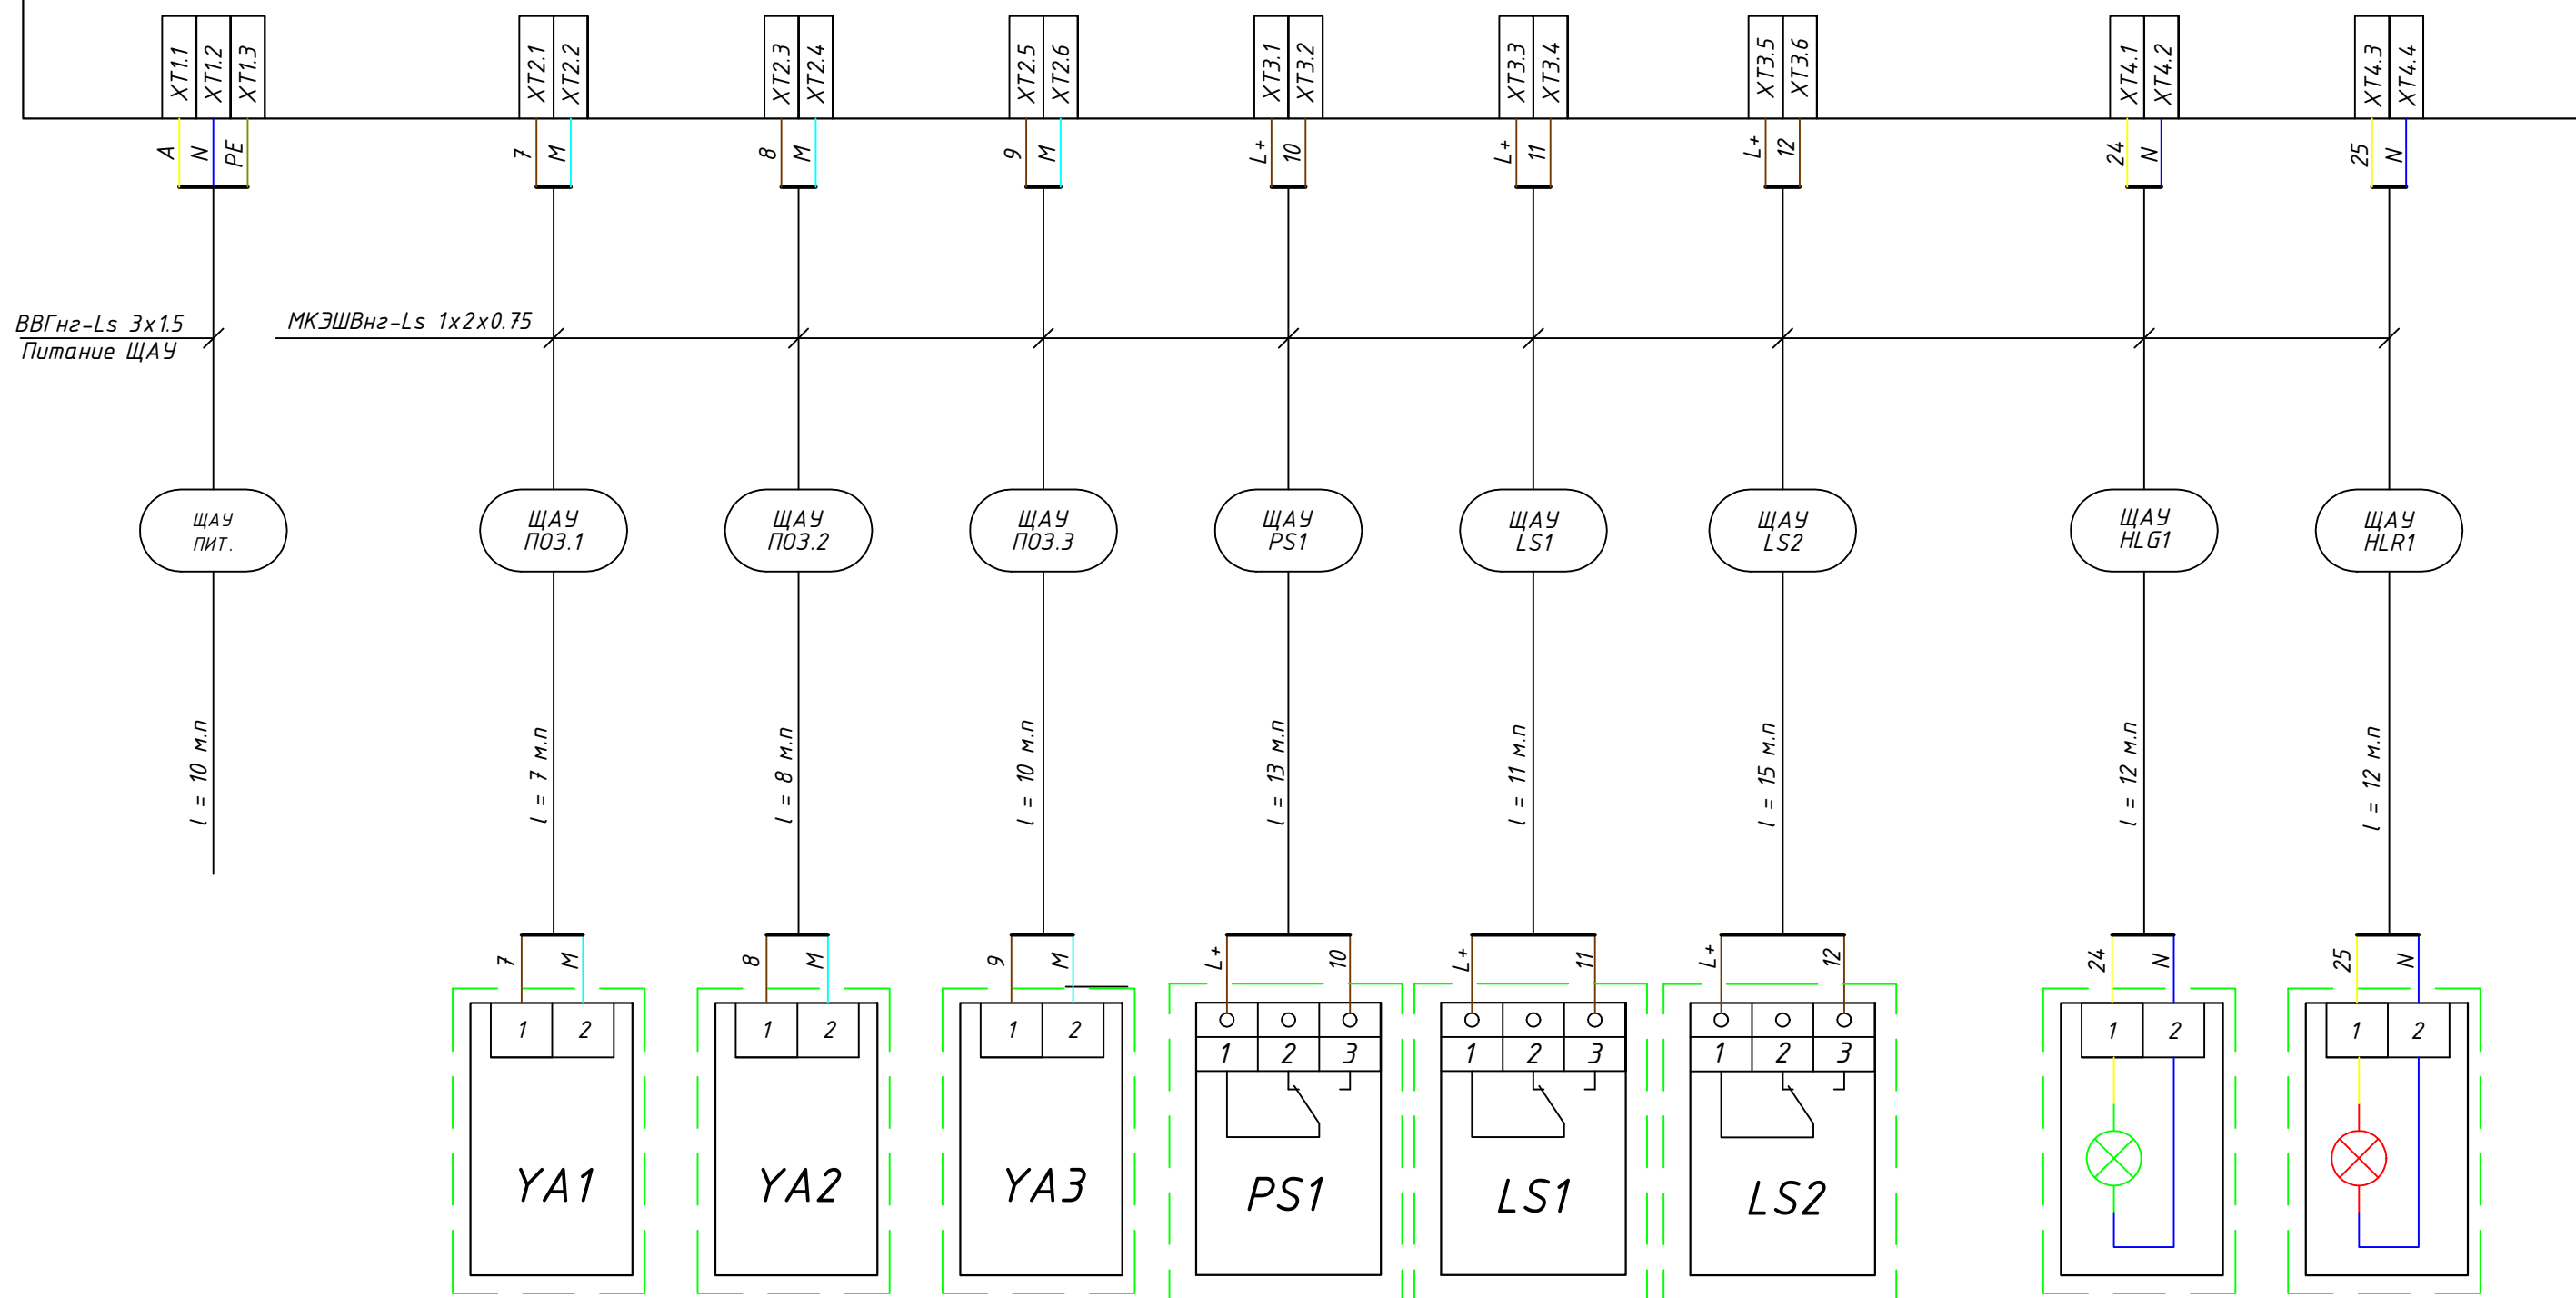 XT1.1 XT1.2 XT1.3 XT2.1 XT2.2 XT2.3 XT2.4 XT2.5 XT2.6 XT3.1 XT3.2 XT3.3 XT3.4 XT3.5 XT3.6 XT4.1 XT4.2 XT4.3 XT4.4
A N PE 7 M 8 M 9 M L+ 10 L+ 11 L+ 12 24 N 25 N
ВВГнг-Ls 3х1.5
Питание ЩАУ
МКЭШВнг-Ls 1х2х0.75
ЩАУ
ПИТ.
ЩАУ
ПОЗ.1
ЩАУ
ПОЗ.2
ЩАУ
ПОЗ.3
ЩАУ
PS1
ЩАУ
LS1
ЩАУ
LS2
ЩАУ
HLG1
ЩАУ
HLR1
l = 10 м.п
l = 7 м.п
l = 8 м.п
l = 10 м.п
l = 13 м.п
l = 11 м.п
l = 15 м.п
l = 12 м.п
l = 12 м.п
7 M 8 M 9 M L+ 10 L+ 11 L+ 12 24 N 25 N
1 2 1 2 1 2 1 2 3 1 2 3 1 2 3 1 2 1 2
YA1
YA2
YA3
PS1
LS1
LS2